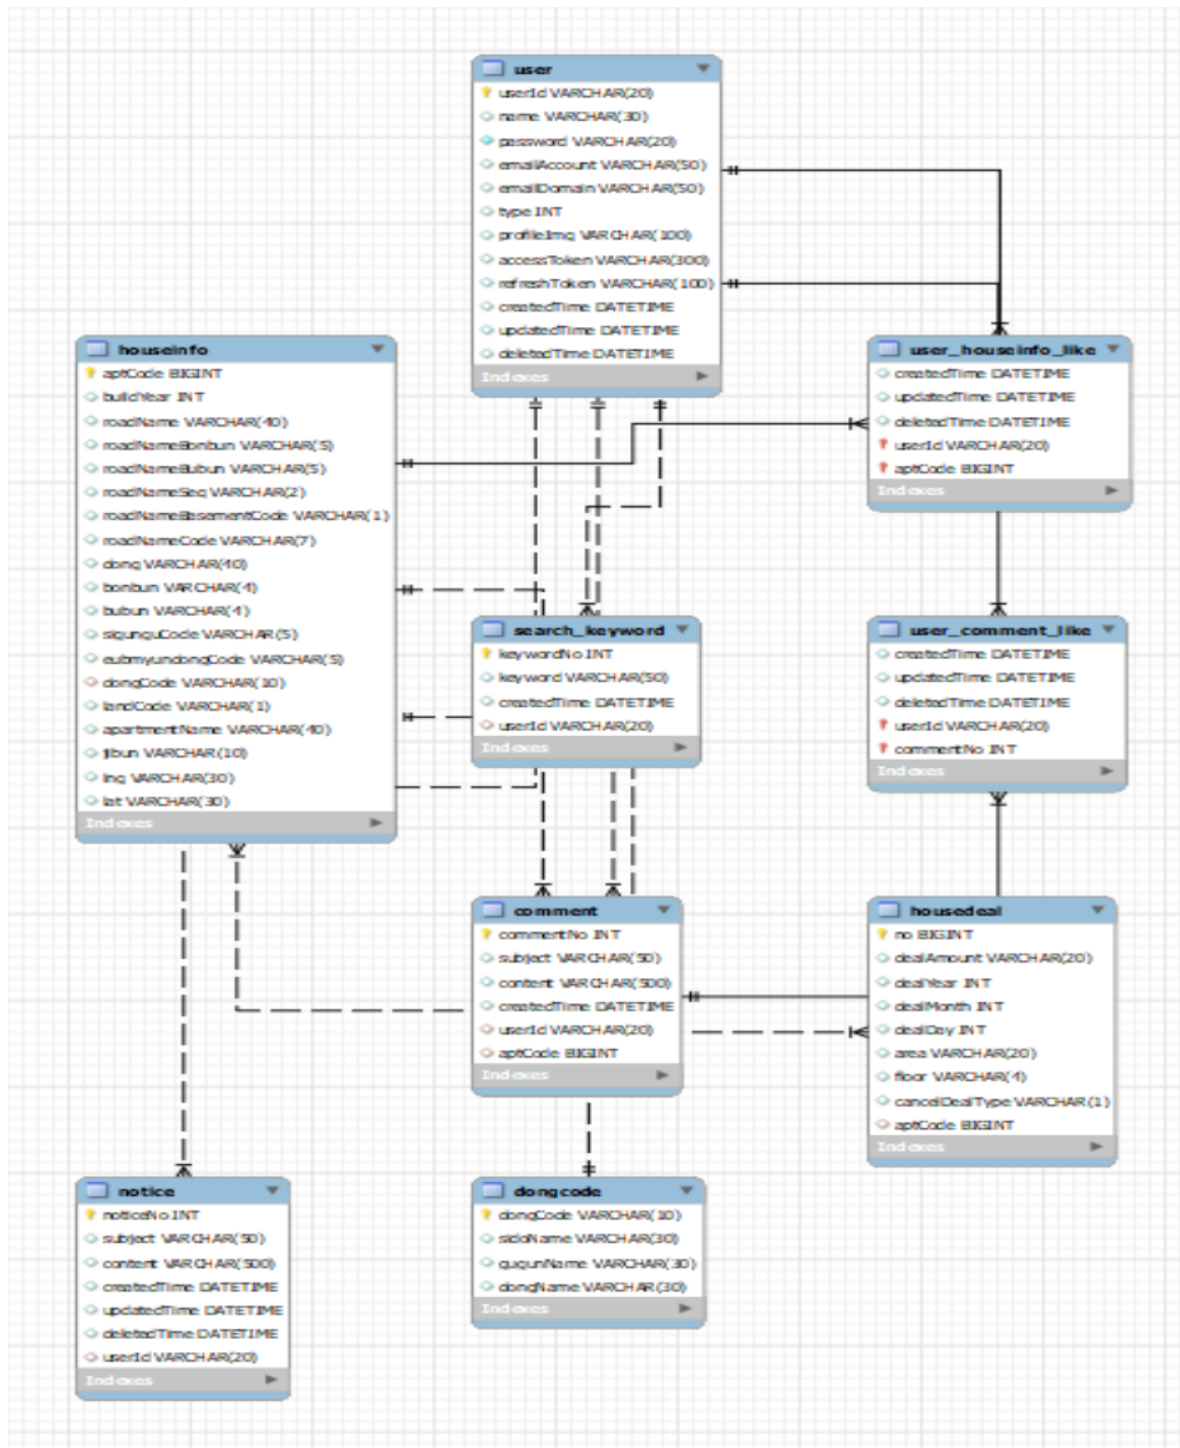 user
userId VARCHAR(20)
name VARCHAR(30)
password VARCHAR(20)
emailAccount VARCHAR(50)
emailDomain VARCHAR(50)
type INT
profileImg VARCHAR(100)
accessToken VARCHAR(300)
refreshToken VARCHAR(100)
createdTime DATETIME
updatedTime DATETIME
deletedTime DATETIME
Indexes
houseinfo
aptCode BIGINT
buildYear INT
roadName VARCHAR(40)
roadNameBonbun VARCHAR(5)
roadNameBubun VARCHAR(5)
roadNameSeq VARCHAR(2)
roadNameBasementCode VARCHAR(1)
roadNameCode VARCHAR(7)
dong VARCHAR(40)
bonbun VARCHAR(4)
bubun VARCHAR(4)
sigunguCode VARCHAR(5)
eubmyundongCode VARCHAR(5)
dongCode VARCHAR(10)
landCode VARCHAR(1)
apartmentName VARCHAR(40)
jibun VARCHAR(10)
lng VARCHAR(30)
lat VARCHAR(30)
Indexes
user_houseinfo_like
createdTime DATETIME
updatedTime DATETIME
deletedTime DATETIME
userId VARCHAR(20)
aptCode BIGINT
Indexes
search_keyword
keywordNo INT
keyword VARCHAR(50)
createdTime DATETIME
userId VARCHAR(20)
Indexes
user_comment_like
createdTime DATETIME
updatedTime DATETIME
deletedTime DATETIME
userId VARCHAR(20)
commentNo INT
Indexes
comment
commentNo INT
subject VARCHAR(50)
content VARCHAR(500)
createdTime DATETIME
userId VARCHAR(20)
aptCode BIGINT
Indexes
housedeal
no BIGINT
dealAmount VARCHAR(20)
dealYear INT
dealMonth INT
dealDay INT
area VARCHAR(20)
floor VARCHAR(4)
cancelDealType VARCHAR(1)
aptCode BIGINT
Indexes
notice
noticeNo INT
subject VARCHAR(50)
content VARCHAR(500)
createdTime DATETIME
updatedTime DATETIME
deletedTime DATETIME
userId VARCHAR(20)
Indexes
dongcode
dongCode VARCHAR(10)
sidoName VARCHAR(30)
gugunName VARCHAR(30)
dongName VARCHAR(30)
Indexes